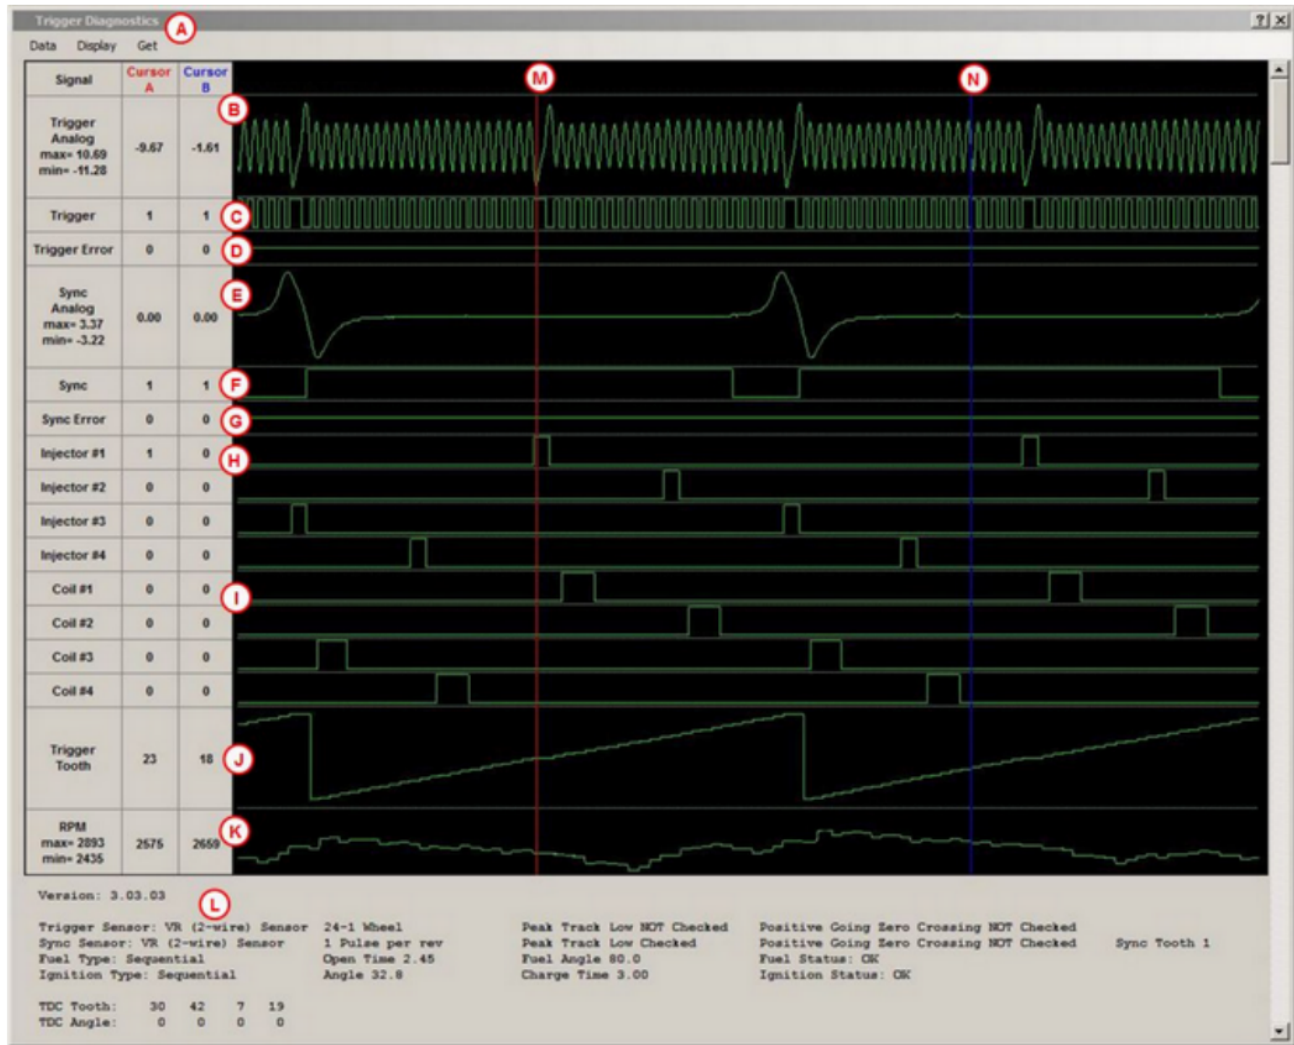 Trigger Diagnostics
A
? X
Data Display Get
Signal Cursor A Cursor B
M
N
B
Trigger Analog max= 10.69 min= -11.28 -9.67 -1.61
Trigger 1 1 C
Trigger Error 0 0 D
Sync Analog max= 3.37 min= -3.22 0.00 0.00 E
Sync 1 1 F
Sync Error 0 0 G
Injector #1 1 0 H
Injector #2 0 0
Injector #3 0 0
Injector #4 0 0
Coil #1 0 0 I
Coil #2 0 0
Coil #3 0 0
Coil #4 0 0
Trigger Tooth 23 18 J
RPM max= 2893 min= 2435 2575 2659 K
Version: 3.03.03
L
Trigger Sensor: VR (2-wire) Sensor 24-1 Wheel Peak Track Low NOT Checked Positive Going Zero Crossing NOT Checked
Sync Sensor: VR (2-wire) Sensor 1 Pulse per rev Peak Track Low Checked Positive Going Zero Crossing NOT Checked Sync Tooth 1
Fuel Type: Sequential Open Time 2.45 Fuel Angle 80.0 Fuel Status: OK
Ignition Type: Sequential Angle 32.8 Charge Time 3.00 Ignition Status: OK
TDC Tooth: 30 42 7 19
TDC Angle: 0 0 0 0